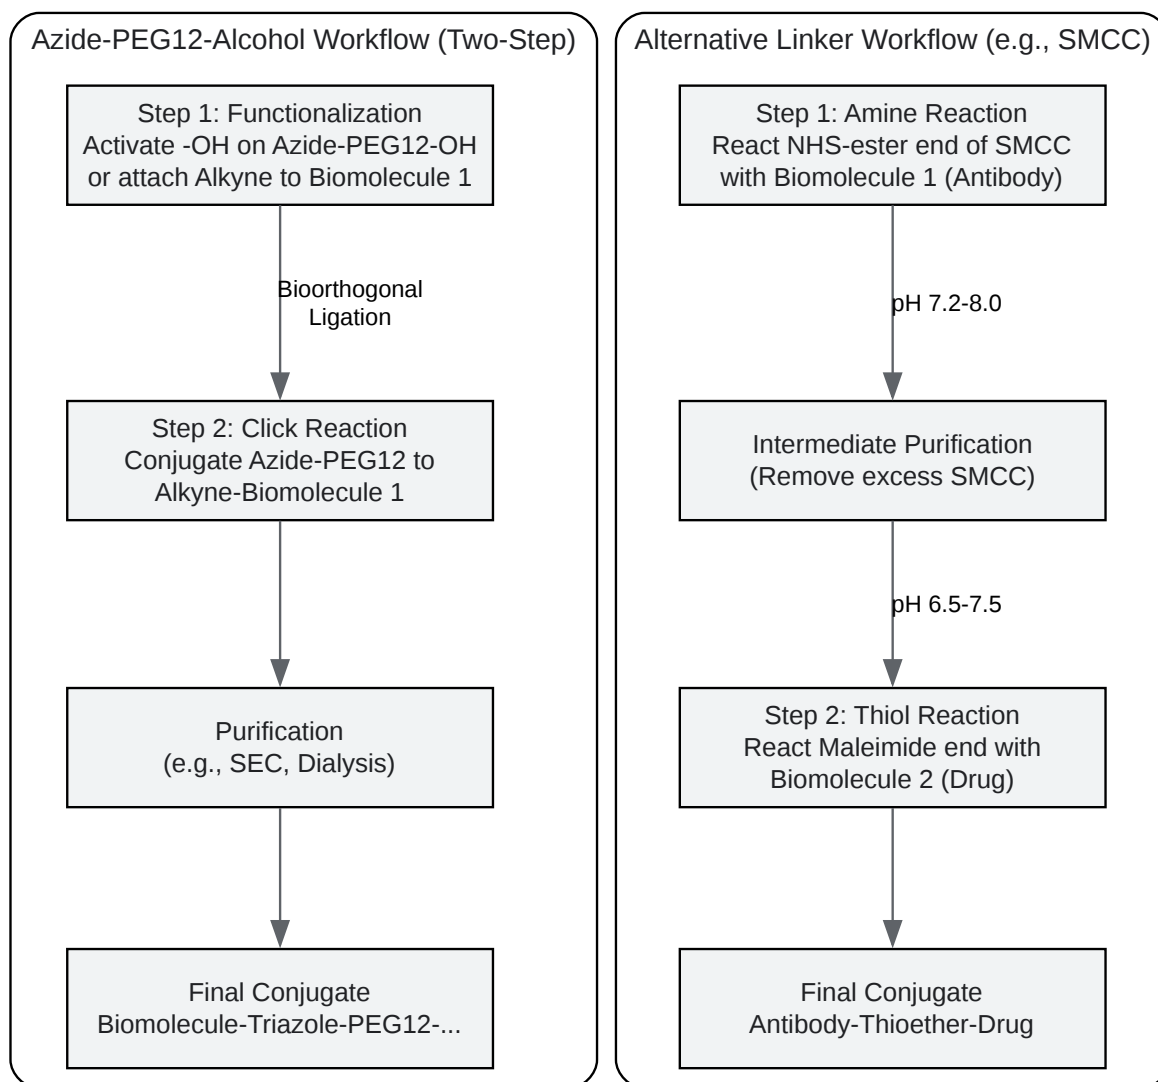 Azide-PEG12-Alcohol Workflow (Two-Step)
Step 1: Functionalization
Activate -OH on Azide-PEG12-OH
or attach Alkyne to Biomolecule 1
Bioorthogonal
Ligation
Step 2: Click Reaction
Conjugate Azide-PEG12 to
Alkyne-Biomolecule 1
Purification
(e.g., SEC, Dialysis)
Final Conjugate
Biomolecule-Triazole-PEG12-...
Alternative Linker Workflow (e.g., SMCC)
Step 1: Amine Reaction
React NHS-ester end of SMCC
with Biomolecule 1 (Antibody)
pH 7.2-8.0
Intermediate Purification
(Remove excess SMCC)
pH 6.5-7.5
Step 2: Thiol Reaction
React Maleimide end with
Biomolecule 2 (Drug)
Final Conjugate
Antibody-Thioether-Drug